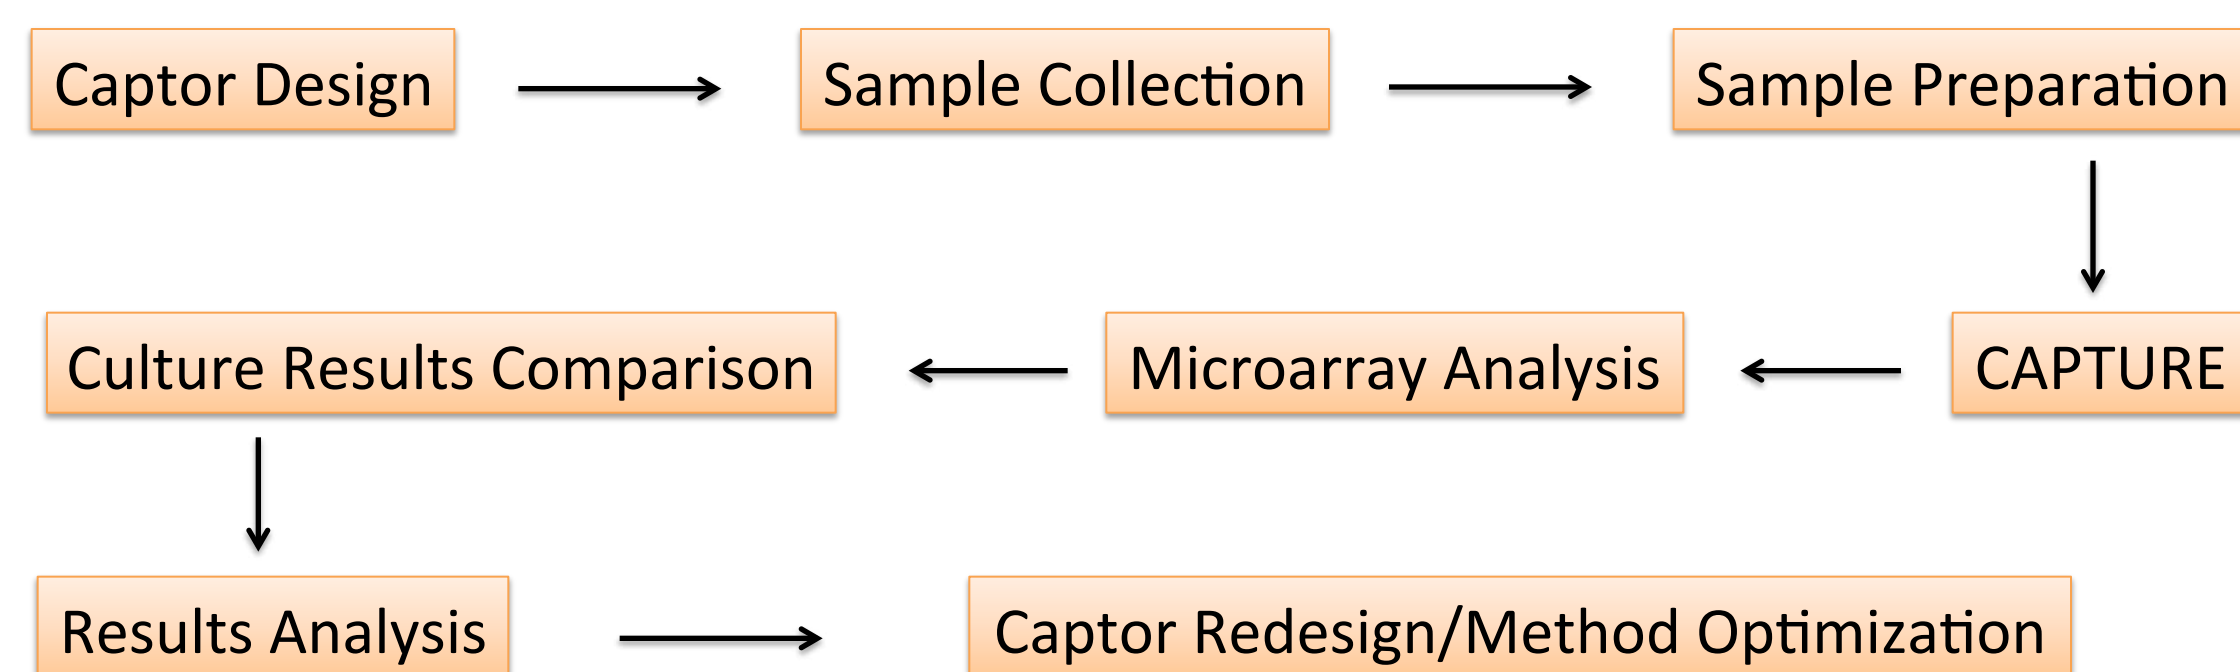 Captor Design
Sample Collection
Sample Preparation
CAPTURE
Microarray Analysis
Culture Results Comparison
Results Analysis
Captor Redesign/Method Optimization